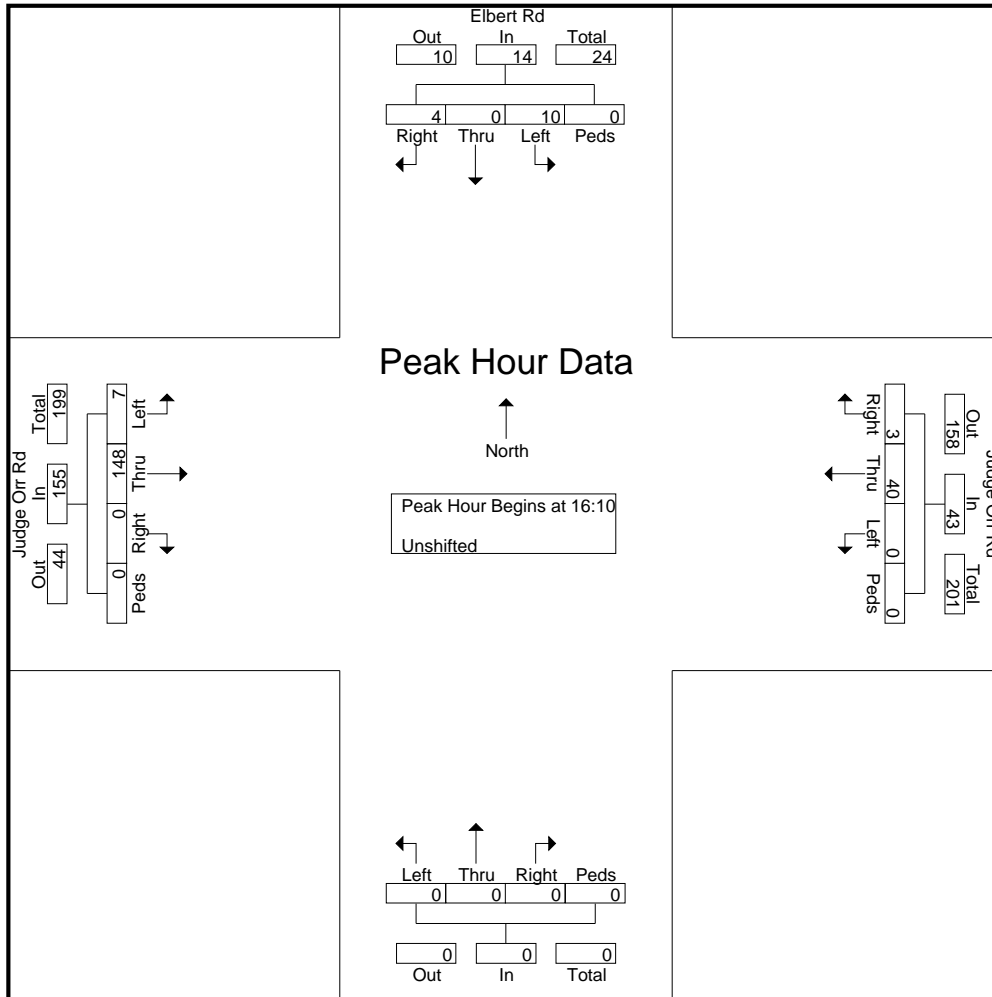 Elbert Rd
Out In Total
10 14 24
4 0 10 0
Right Thru Left Peds
Peak Hour Data
North
Peak Hour Begins at 16:10
Unshifted
Judge Orr Rd
Total In Out
199 155 44
7 148 0 0
Left Thru Right Peds
Right Thru Left Peds
3 40 0 0
Out In Total
158 43 201
Judge Orr Rd
Left Thru Right Peds
0 0 0 0
0 0 0
Out In Total